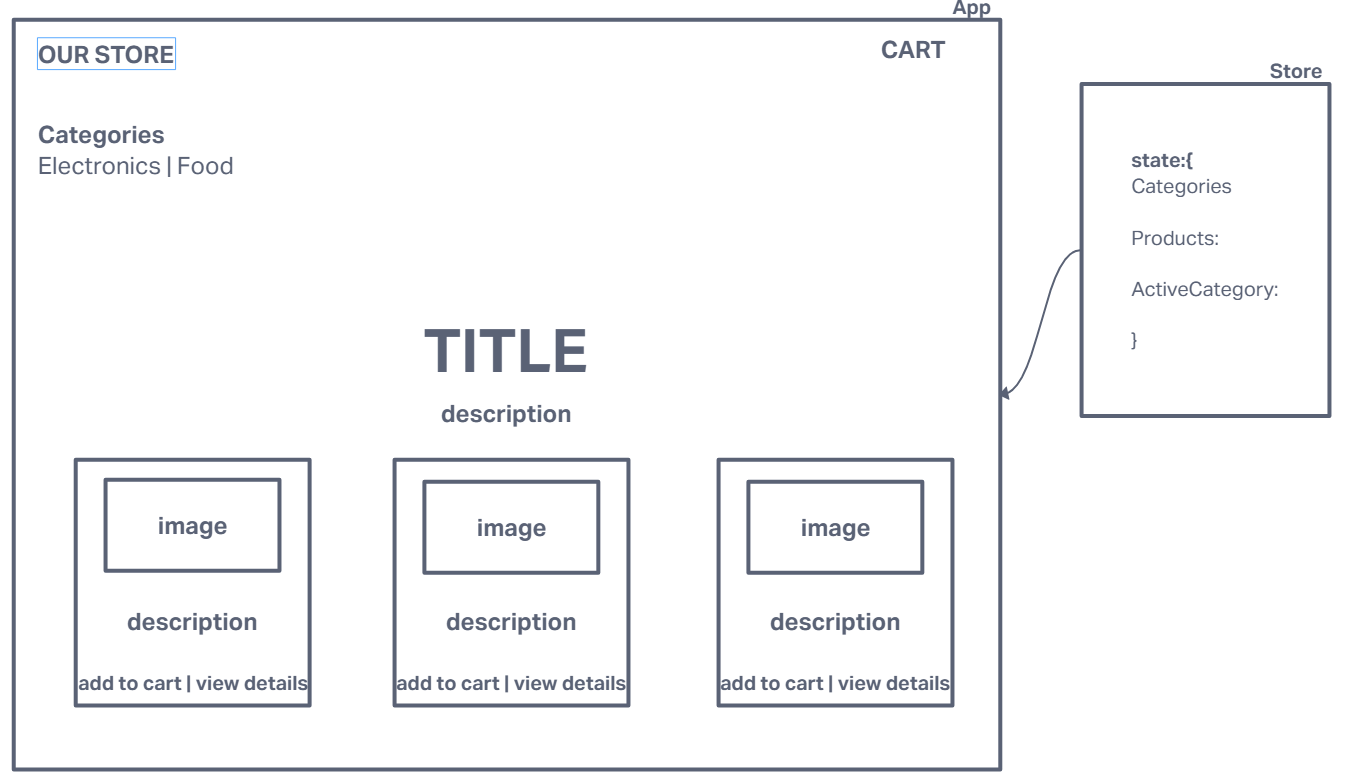 App
OUR STORE
CART
Categories
Electronics | Food
TITLE
description
image
description
add to cart | view details
image
description
add to cart | view details
image
description
add to cart | view details
Store
state:{
Categories
Products:
ActiveCategory:
}